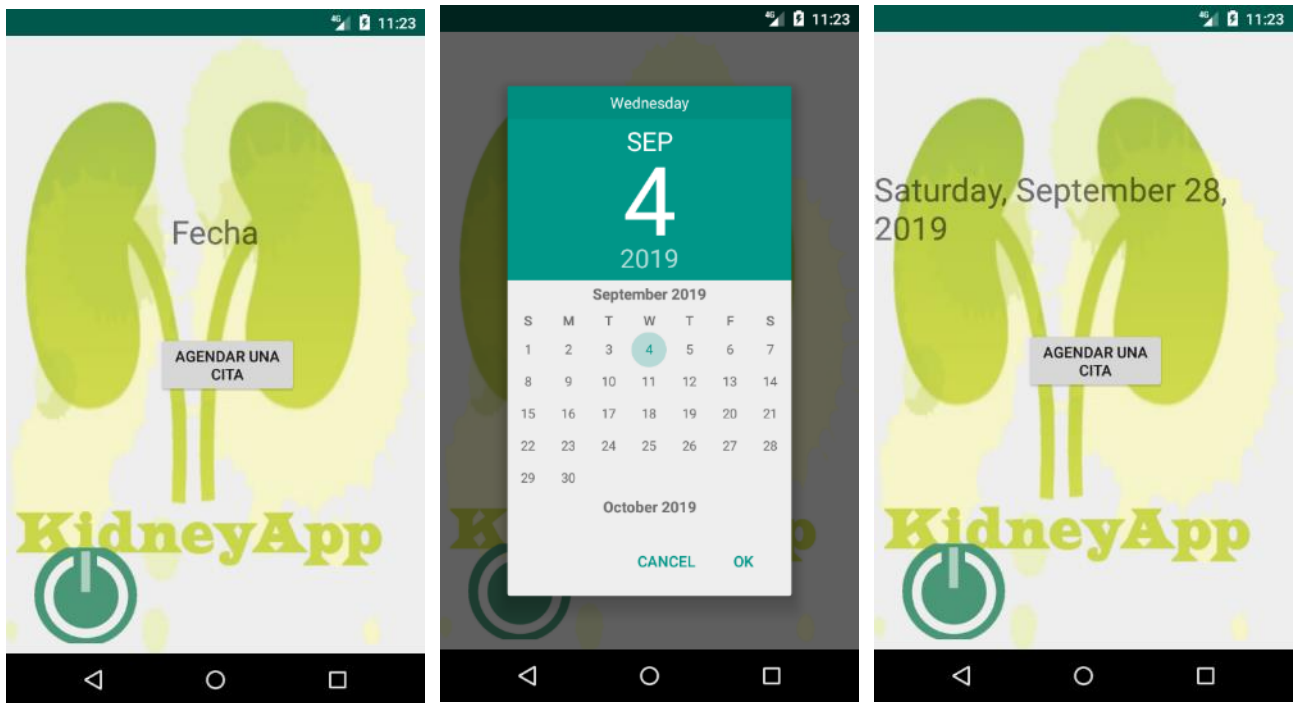 4G 11:23
Fecha
AGENDAR UNA
CITA
KidneyApp
4G 11:23
Wednesday
SEP
4
2019
September 2019
S M T W T F S
1 2 3 4 5 6 7
8 9 10 11 12 13 14
15 16 17 18 19 20 21
22 23 24 25 26 27 28
29 30
October 2019
CANCEL OK
4G 11:23
Saturday, September 28,
2019
AGENDAR UNA
CITA
KidneyApp